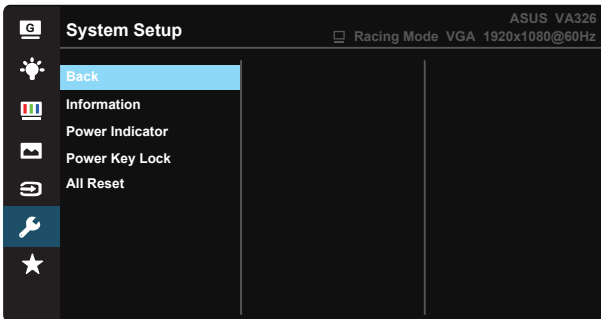 G
System Setup
ASUS VA326
Racing Mode VGA 1920x1080@60Hz
Back
Information
Power Indicator
Power Key Lock
All Reset